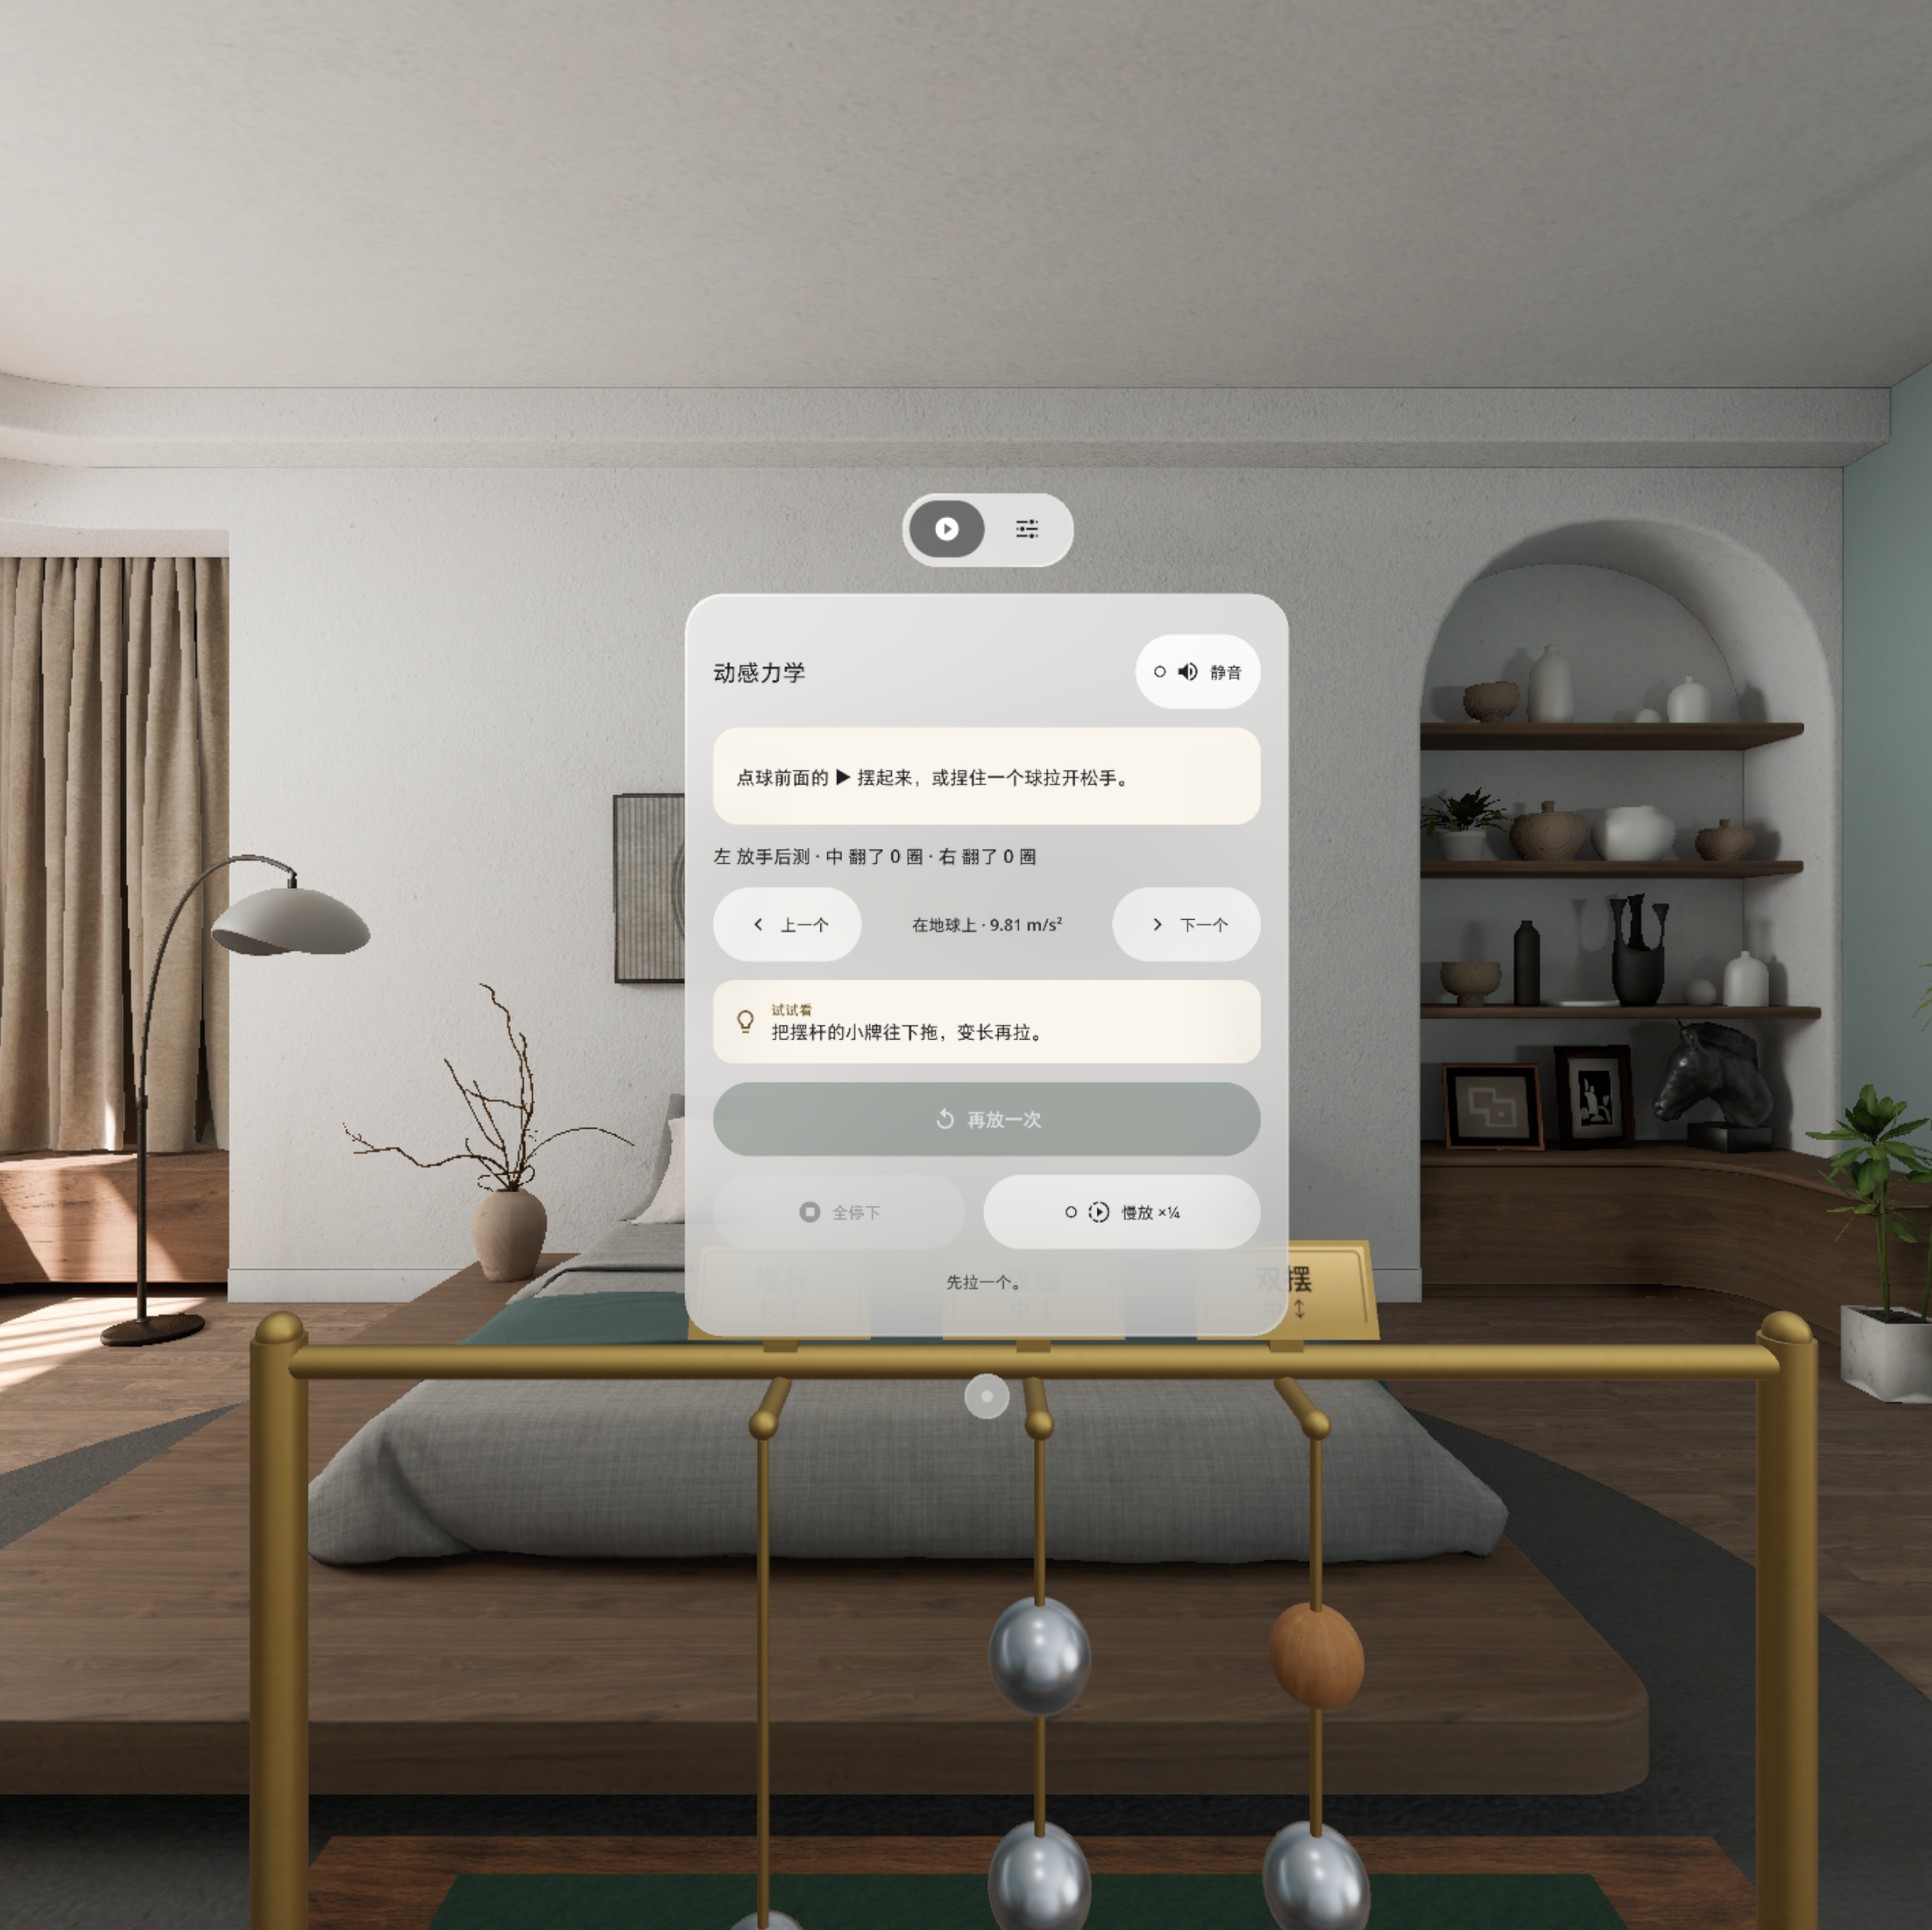 动感力学
静音
点球前面的 ▶ 摆起来，或捏住一个球拉开松手。
左 放手后测 · 中 翻了 0 圈 · 右 翻了 0 圈
上一个
在地球上 · 9.81 m/s²
下一个
试试看
把摆杆的小牌往下拖，变长再拉。
再放一次
全停下
慢放 ×¼
先拉一个。
双摆
中 ↕